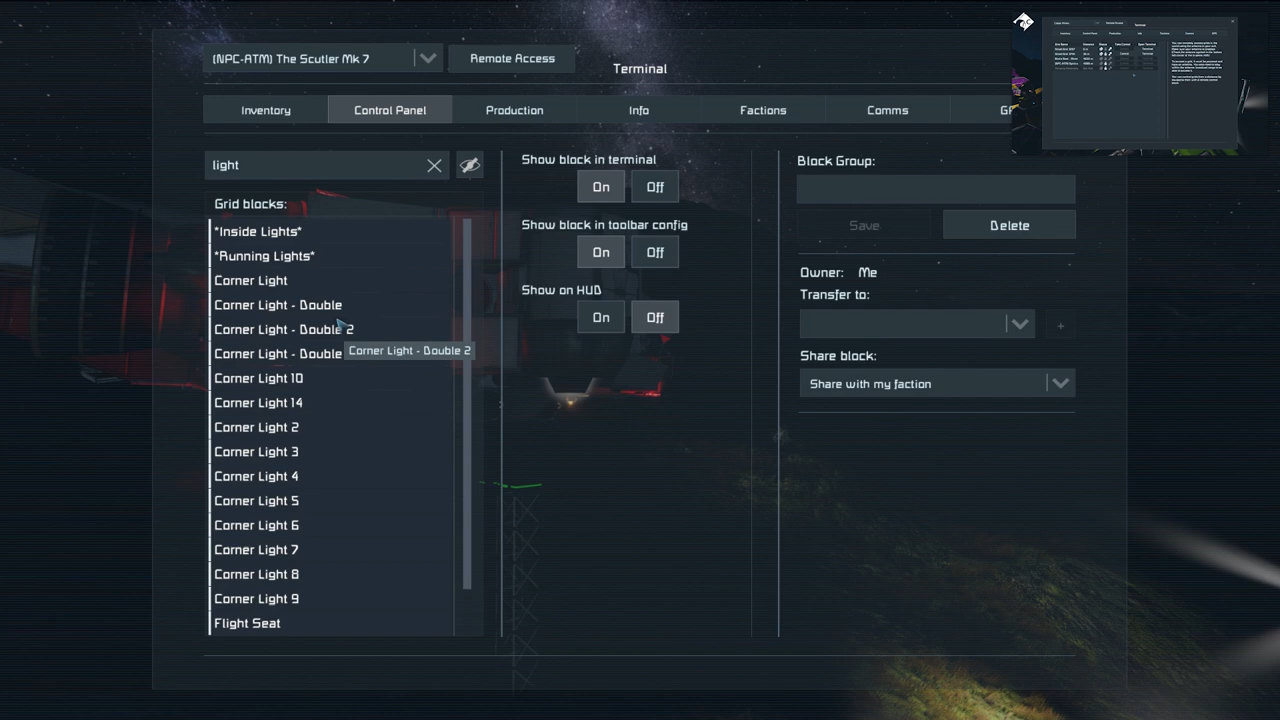 (NPC-ATM) The Scutler Mk.7
Remote Access
Terminal
Inventory
Control Panel
Production
Info
Factions
Comms
light
Grid blocks:
*Inside Lights*
*Running Lights*
Corner Light
Corner Light - Double
Corner Light - Double 2
Corner Light - Double
Corner Light - Double 2
Corner Light 10
Corner Light 14
Corner Light 2
Corner Light 3
Corner Light 4
Corner Light 5
Corner Light 6
Corner Light 7
Corner Light 8
Corner Light 9
Flight Seat
Show block in terminal
On Off
Show block in toolbar config
On Off
Show on HUD
On Off
Block Group:
Save
Delete
Owner: Me
Transfer to:
+
Share block:
Share with my faction